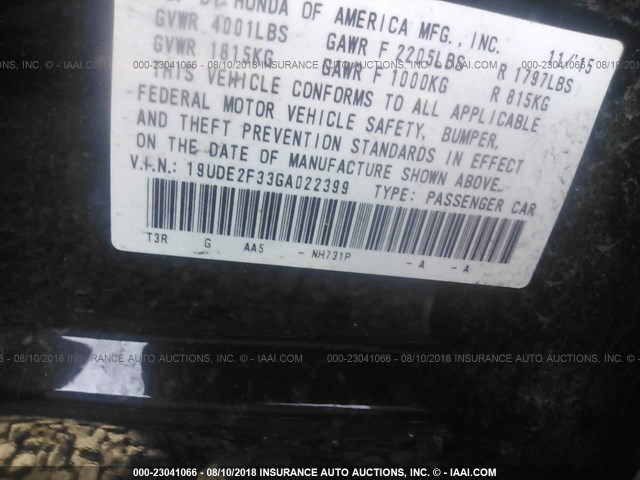 HONDA OF AMERICA MFG., INC.
GVWR 4001LBS GAWR F 2205LBS R 1797LBS 11/15
GVWR 1815KG GAWR F 1000KG R 815KG
THIS VEHICLE CONFORMS TO ALL APPLICABLE
FEDERAL MOTOR VEHICLE SAFETY, BUMPER,
AND THEFT PREVENTION STANDARDS IN EFFECT
ON THE DATE OF MANUFACTURE SHOWN ABOVE.
V.I.N.: 19UDE2F33GA022399 TYPE: PASSENGER CAR
T3R G AA5 NH731P - A - A
000-23041066 - 08/10/2018 INSURANCE AUTO AUCTIONS, INC. - IAAI.COM